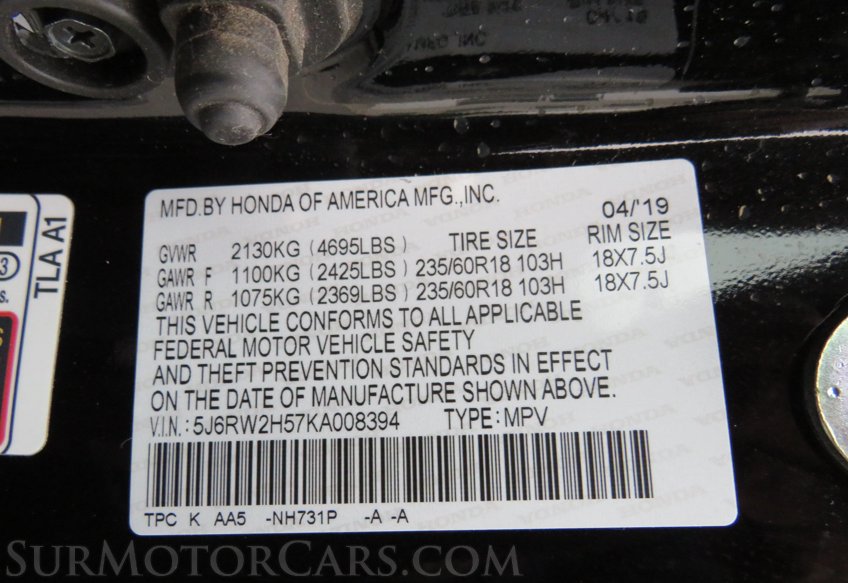 MFD.BY HONDA OF AMERICA MFG.,INC. 04/'19
GVWR 2130KG (4695LBS) TIRE SIZE RIM SIZE
GAWR F 1100KG (2425LBS) 235/60R18 103H 18X7.5J
GAWR R 1075KG (2369LBS) 235/60R18 103H 18X7.5J
THIS VEHICLE CONFORMS TO ALL APPLICABLE
FEDERAL MOTOR VEHICLE SAFETY
AND THEFT PREVENTION STANDARDS IN EFFECT
ON THE DATE OF MANUFACTURE SHOWN ABOVE.
V.I.N.: 5J6RW2H57KA008394 TYPE: MPV
TPC K AA5 -NH731P -A -A
TLA A1
SURMOTORCARS.COM